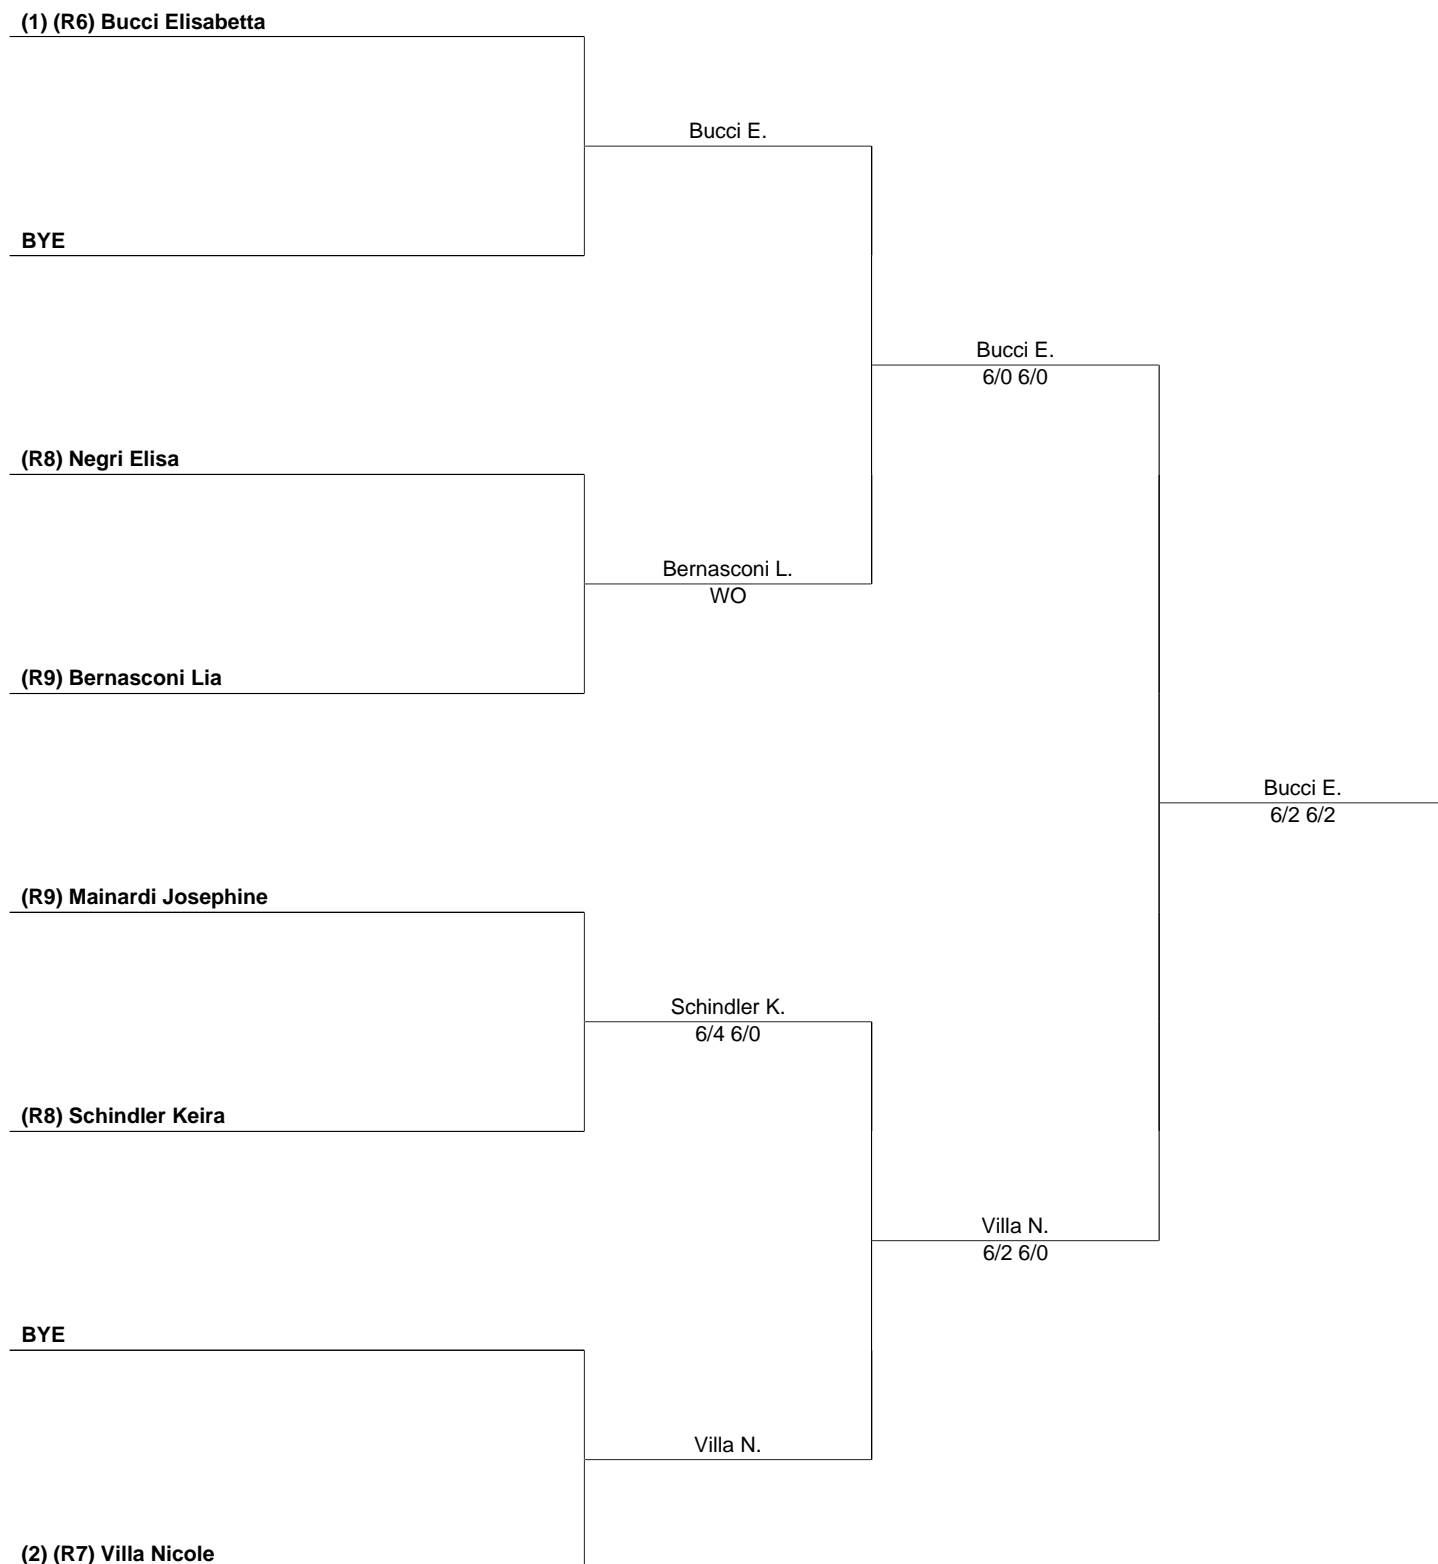 (1) (R6) Bucci Elisabetta
Bucci E.
BYE
Bucci E.
6/0 6/0
(R8) Negri Elisa
Bernasconi L.
WO
(R9) Bernasconi Lia
Bucci E.
6/2 6/2
(R9) Mainardi Josephine
Schindler K.
6/4 6/0
(R8) Schindler Keira
Villa N.
6/2 6/0
BYE
Villa N.
(2) (R7) Villa Nicole